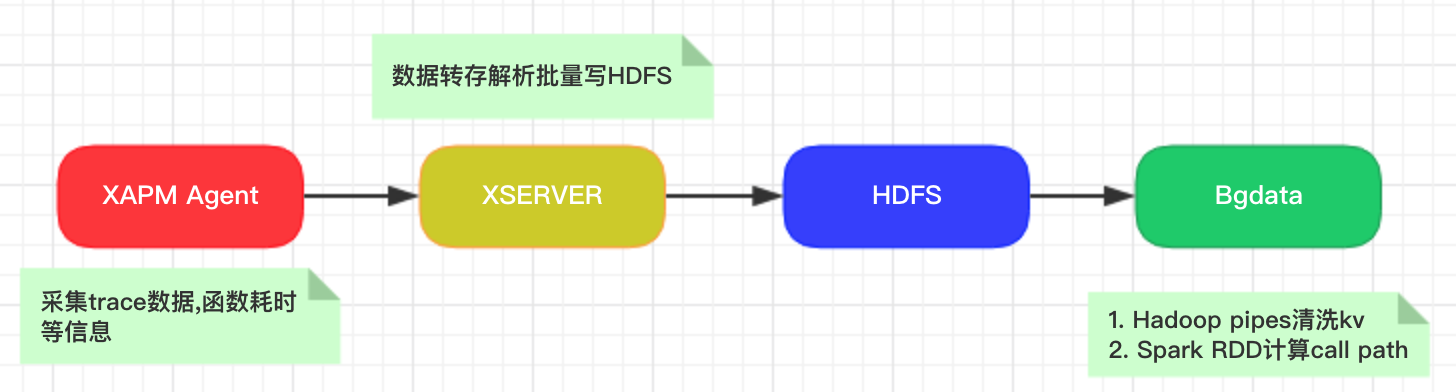 数据转存解析批量写HDFS
XAPM Agent
XSERVER
HDFS
Bgdata
采集trace数据,函数耗时
等信息
1. Hadoop pipes清洗kv
2. Spark RDD计算call path